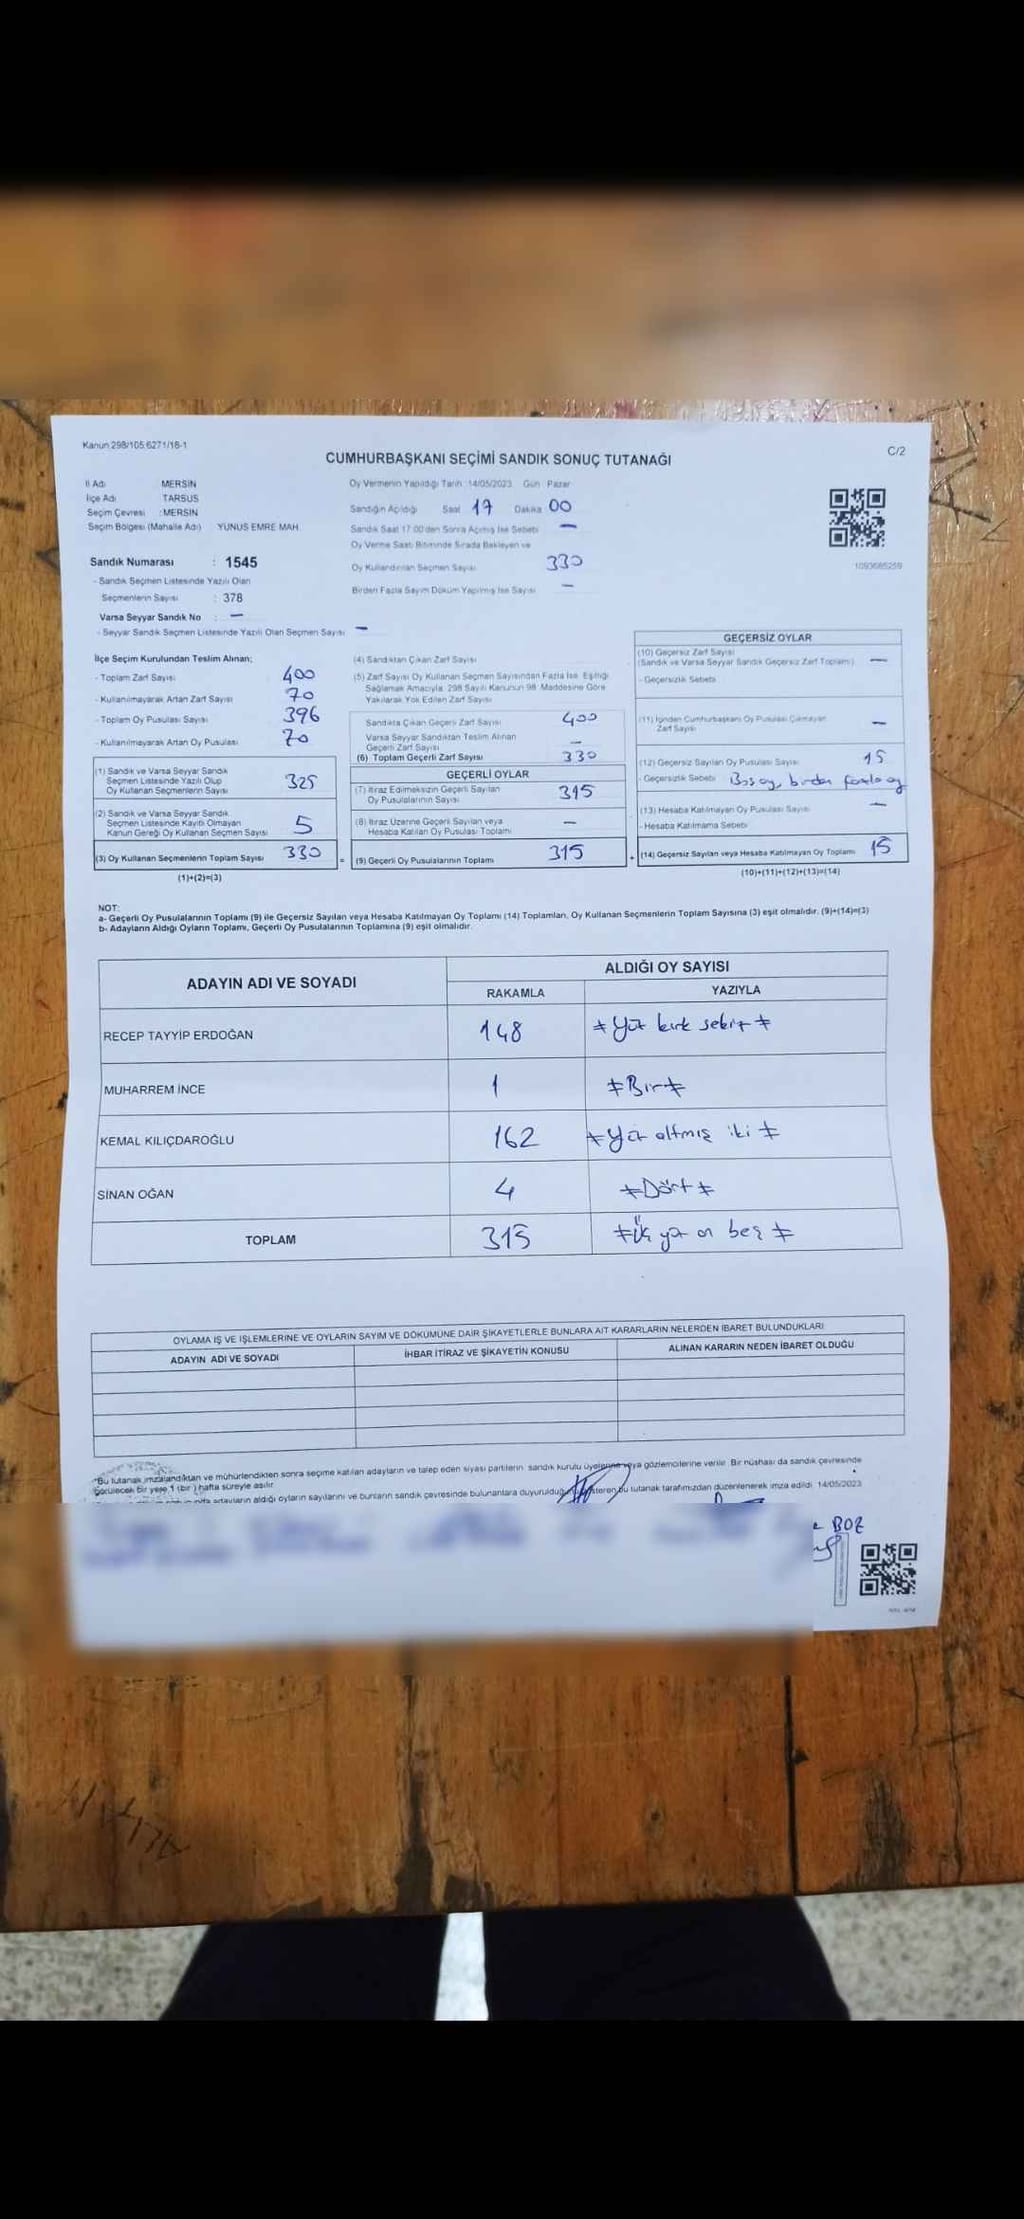 Kanun 298/105 6271/18-1
C/2
CUMHURBAŞKANI SEÇİMİ SANDIK SONUÇ TUTANAĞI
İl Adı MERSİN
İlçe Adı TARSUS
Seçim Çevresi : MERSİN
Seçim Bölgesi (Mahalle Adı) YUNUS EMRE MAH.
Sandık Numarası : 1545
- Sandık Seçmen Listesinde Yazılı Olan
Seçmenlerin Sayısı : 378
Varsa Seyyar Sandık No : —
- Seyyar Sandık Seçmen Listesinde Yazılı Olan Seçmen Sayısı —
Oy Vermenin Yapıldığı Tarih 14/05/2023 Gün Pazar
Sandığın Açıldığı Saat 17 Dakika 00
Sandık Saat 17:00'den Sonra Açılmış İse Sebebi —
Oy Verme Saati Bitiminde Sırada Bekleyen ve
Oy Kullandırılan Seçmen Sayısı 330
Birden Fazla Sayım Döküm Yapılmış İse Sayısı —
1093685259
İlçe Seçim Kurulundan Teslim Alınan;
- Toplam Zarf Sayısı 400
- Kullanılmayarak Artan Zarf Sayısı 70
- Toplam Oy Pusulası Sayısı 396
- Kullanılmayarak Artan Oy Pusulası 70
(1) Sandık ve Varsa Seyyar Sandık
Seçmen Listesinde Yazılı Olup
Oy Kullanan Seçmenlerin Sayısı 325
(2) Sandık ve Varsa Seyyar Sandık
Seçmen Listesinde Kayıtlı Olmayan
Kanun Gereği Oy Kullanan Seçmen Sayısı 5
(3) Oy Kullanan Seçmenlerin Toplam Sayısı 330
(1)+(2)=(3)
(4) Sandıktan Çıkan Zarf Sayısı
(5) Zarf Sayısı Oy Kullanan Seçmen Sayısından Fazla İse, Eşitliği
Sağlamak Amacıyla 298 Sayılı Kanunun 98. Maddesine Göre
Yakılarak Yok Edilen Zarf Sayısı
Sandıkta Çıkan Geçerli Zarf Sayısı 400
Varsa Seyyar Sandıktan Teslim Alınan
Geçerli Zarf Sayısı —
(6) Toplam Geçerli Zarf Sayısı 330
GEÇERLİ OYLAR
(7) İtiraz Edilmeksizin Geçerli Sayılan
Oy Pusulalarının Sayısı 315
(8) İtiraz Üzerine Geçerli Sayılan veya
Hesaba Katılan Oy Pusulası Toplamı —
= (9) Geçerli Oy Pusulalarının Toplamı 315
GEÇERSİZ OYLAR
(10) Geçersiz Zarf Sayısı
(Sandık ve Varsa Seyyar Sandık Geçersiz Zarf Toplamı) —
- Geçersizlik Sebebi
(11) İçinden Cumhurbaşkanı Oy Pusulası Çıkmayan
Zarf Sayısı —
(12) Geçersiz Sayılan Oy Pusulası Sayısı 15
- Geçersizlik Sebebi Boş oy, birden fazla oy
(13) Hesaba Katılmayan Oy Pusulası Sayısı —
- Hesaba Katılmama Sebebi
+ (14) Geçersiz Sayılan veya Hesaba Katılmayan Oy Toplamı 15
(10)+(11)+(12)+(13)=(14)
NOT:
a- Geçerli Oy Pusulalarının Toplamı (9) ile Geçersiz Sayılan veya Hesaba Katılmayan Oy Toplamı (14) Toplamları, Oy Kullanan Seçmenlerin Toplam Sayısına (3) eşit olmalıdır. (9)+(14)=(3)
b- Adayların Aldığı Oyların Toplamı, Geçerli Oy Pusulalarının Toplamına (9) eşit olmalıdır.
ADAYIN ADI VE SOYADI ALDIĞI OY SAYISI
RAKAMLA YAZIYLA
RECEP TAYYİP ERDOĞAN 148 ≠ Yüz kırk sekiz ≠
MUHARREM İNCE 1 ≠ Bir ≠
KEMAL KILIÇDAROĞLU 162 ≠ Yüz altmış iki ≠
SİNAN OĞAN 4 ≠ Dört ≠
TOPLAM 315 ≠ Üç yüz on beş ≠
OYLAMA İŞ VE İŞLEMLERİNE VE OYLARIN SAYIM VE DÖKÜMÜNE DAİR ŞİKAYETLERLE BUNLARA AİT KARARLARIN NELERDEN İBARET BULUNDUKLARI
ADAYIN ADI VE SOYADI İHBAR İTİRAZ VE ŞİKAYETİN KONUSU ALINAN KARARIN NEDEN İBARET OLDUĞU
"Bu tutanak imzalandıktan ve mühürlendikten sonra seçime katılan adayların ve talep eden siyasi partilerin sandık kurulu üyelerine veya gözlemcilerine verilir. Bir nüshası da sandık çevresinde
görülecek bir yere 1 (bir) hafta süreyle asılır.
adayların aldığı oyların sayılarını ve bunların sandık çevresinde bulunanlara duyurulduğunu gösteren bu tutanak tarafımızdan düzenlenerek imza edildi. 14/05/2023
BOZ